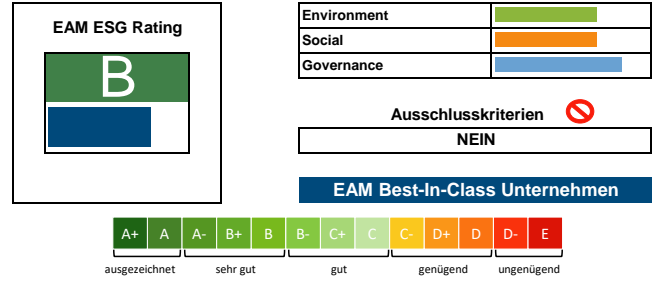 EAM ESG Rating
B
Environment
Social
Governance
Ausschlusskriterien
NEIN
EAM Best-In-Class Unternehmen
A+ A A- B+ B B- C+ C C- D+ D D- E
ausgezeichnet sehr gut gut genügend ungenügend